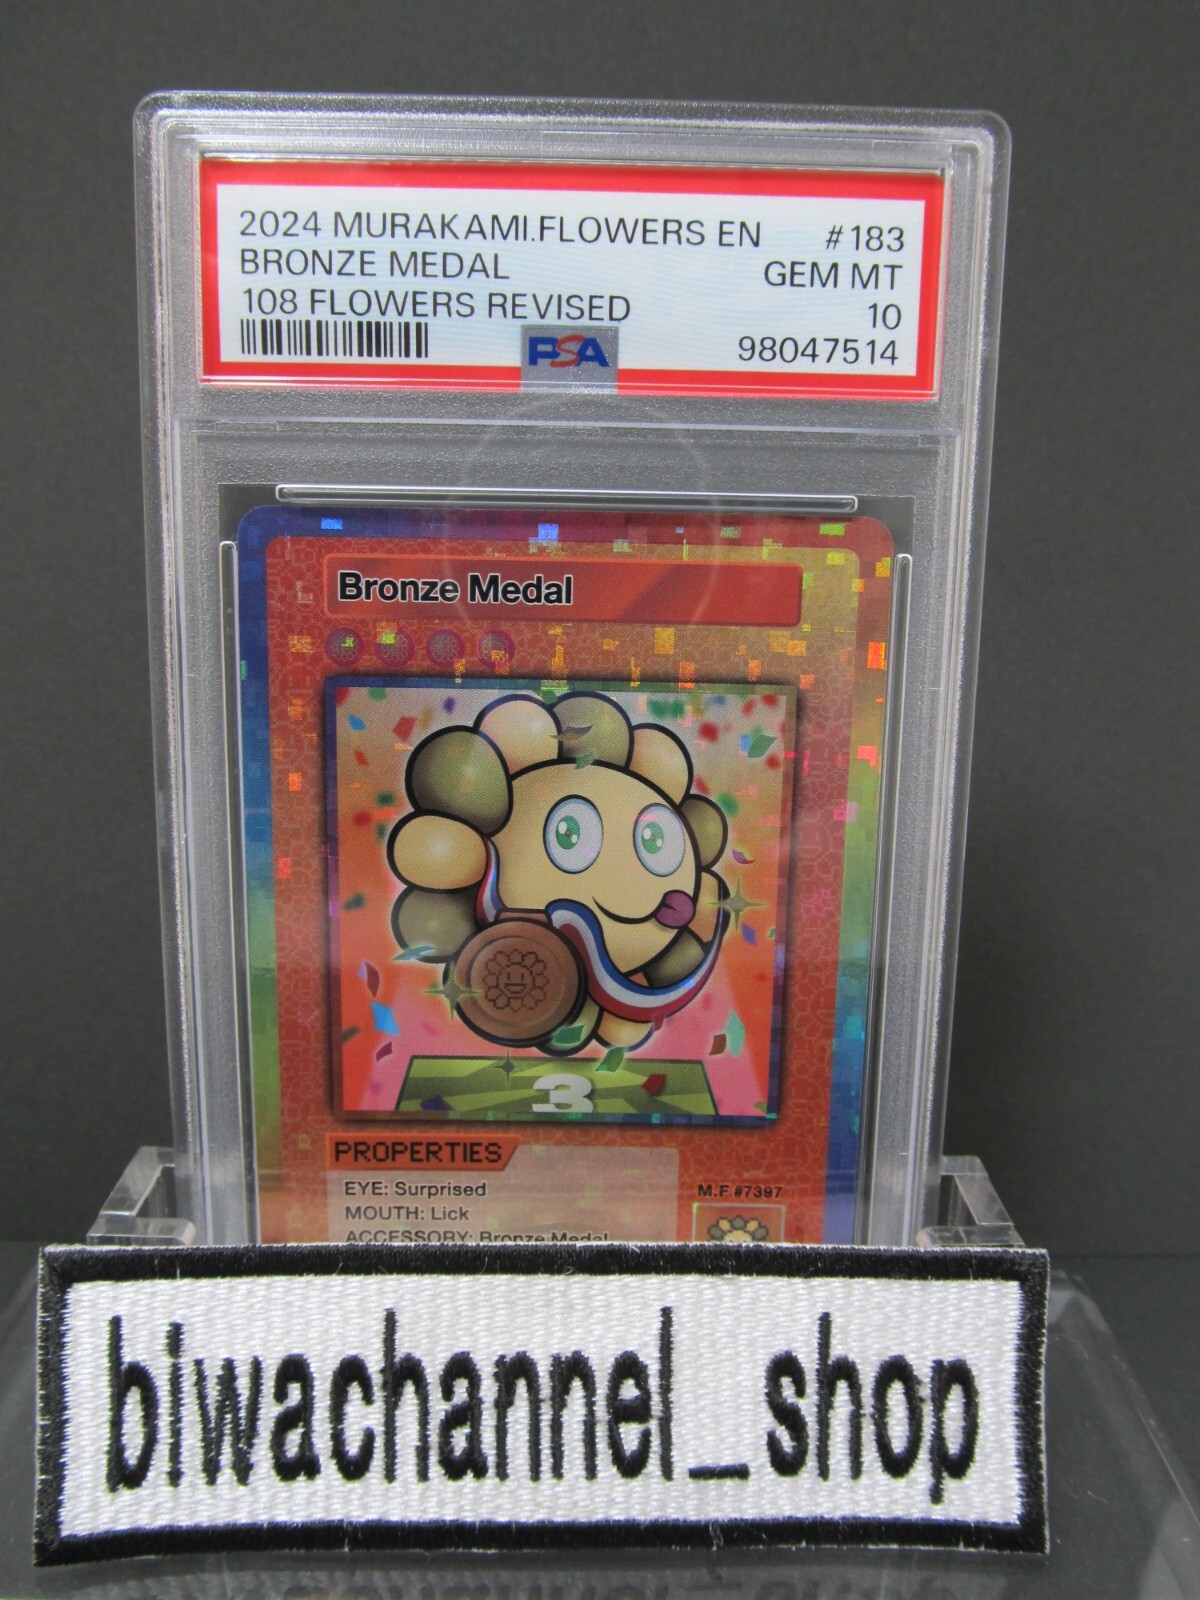 2024 MURAKAMI.FLOWERS EN #183
BRONZE MEDAL GEM MT
108 FLOWERS REVISED 10
PSA 98047514
Bronze Medal
3
PROPERTIES
EYE: Surprised
MOUTH: Lick
ACCESSORY: Bronze Medal
M.F #7397
biwachannel_shop